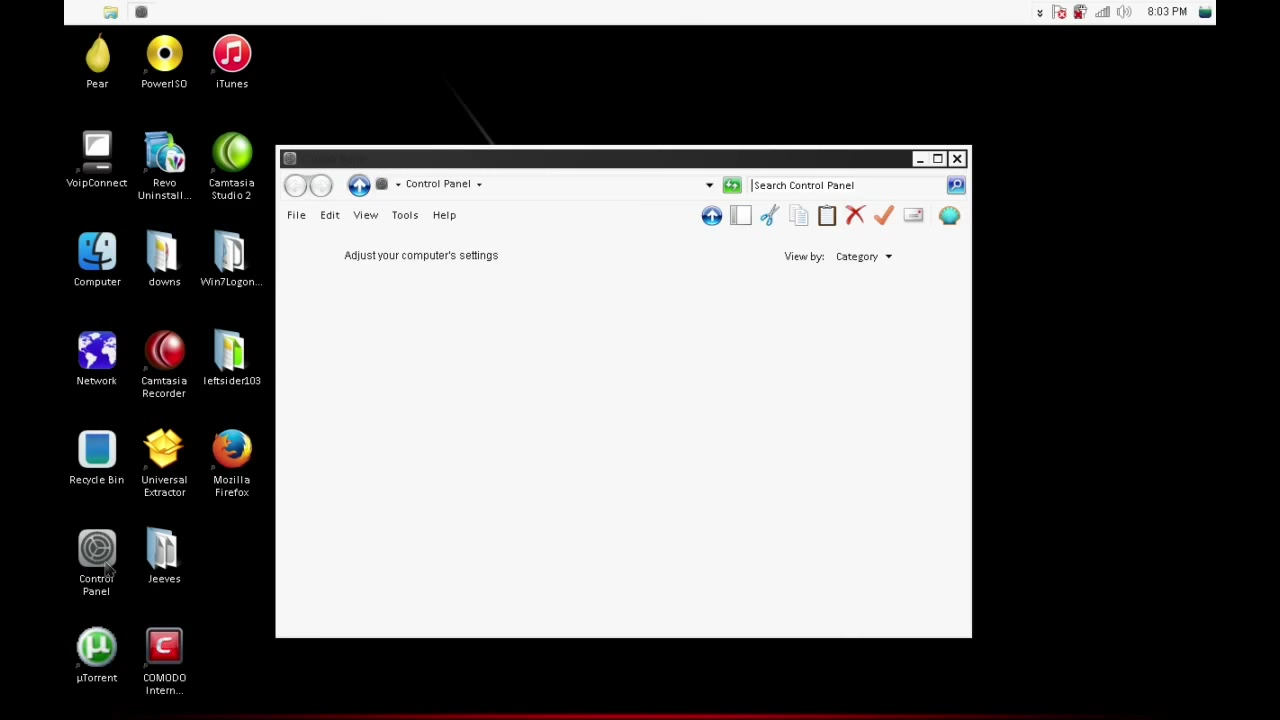 8:03 PM
Pear
PowerISO
iTunes
VoipConnect
Revo
Uninstall...
Camtasia
Studio 2
Control Panel
Search Control Panel
File Edit View Tools Help
Adjust your computer's settings
View by: Category
Computer
downs
Win7Logon...
Network
Camtasia
Recorder
leftsider103
Recycle Bin
Universal
Extractor
Mozilla
Firefox
Control
Panel
Jeeves
µTorrent
COMODO
Intern...